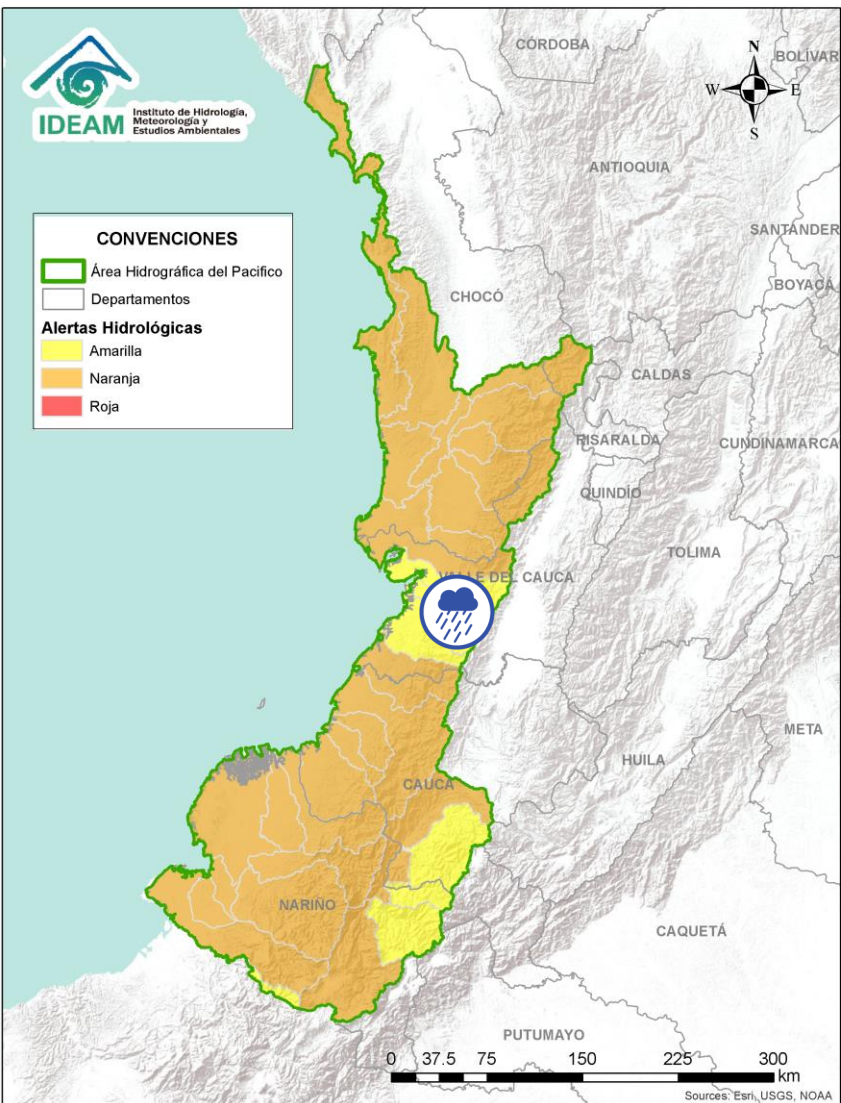 IDEAM
Instituto de Hidrología,
Meteorología y
Estudios Ambientales
CONVENCIONES
Área Hidrográfica del Pacifico
Departamentos
Alertas Hidrológicas
Amarilla
Naranja
Roja
N
W E
S
CÓRDOBA
BOLÍVAR
ANTIOQUIA
SANTANDER
BOYACÁ
CHOCÓ
CALDAS
RISARALDA
CUNDINAMARCA
QUINDÍO
TOLIMA
VALLE DEL CAUCA
META
HUILA
CAUCA
NARIÑO
CAQUETÁ
PUTUMAYO
0 37.5 75 150 225 300
km
Sources: Esri, USGS, NOAA